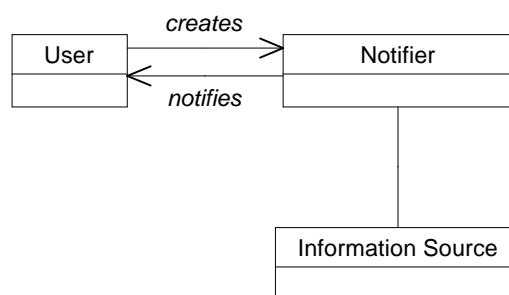 creates
User
Notifier
notifies
Information Source